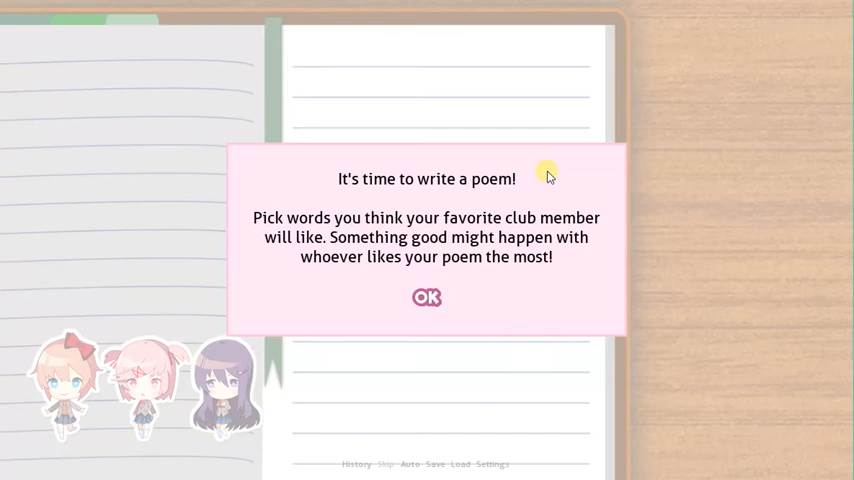 It's time to write a poem!
Pick words you think your favorite club member
will like. Something good might happen with
whoever likes your poem the most!
OK
History Skip Auto Save Load Settings